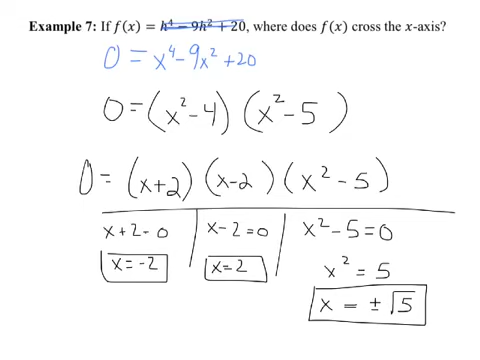 Example 7: If f(x) = h⁴ − 9h² + 20, where does f(x) cross the x-axis?
0 = x⁴ - 9x² + 20
0 = (x² - 4) (x² - 5)
0 = (x+2) (x-2) (x² - 5)
x + 2 - 0 x - 2 = 0 x² - 5 = 0
x = -2 x = 2 x² = 5
x = ± √5